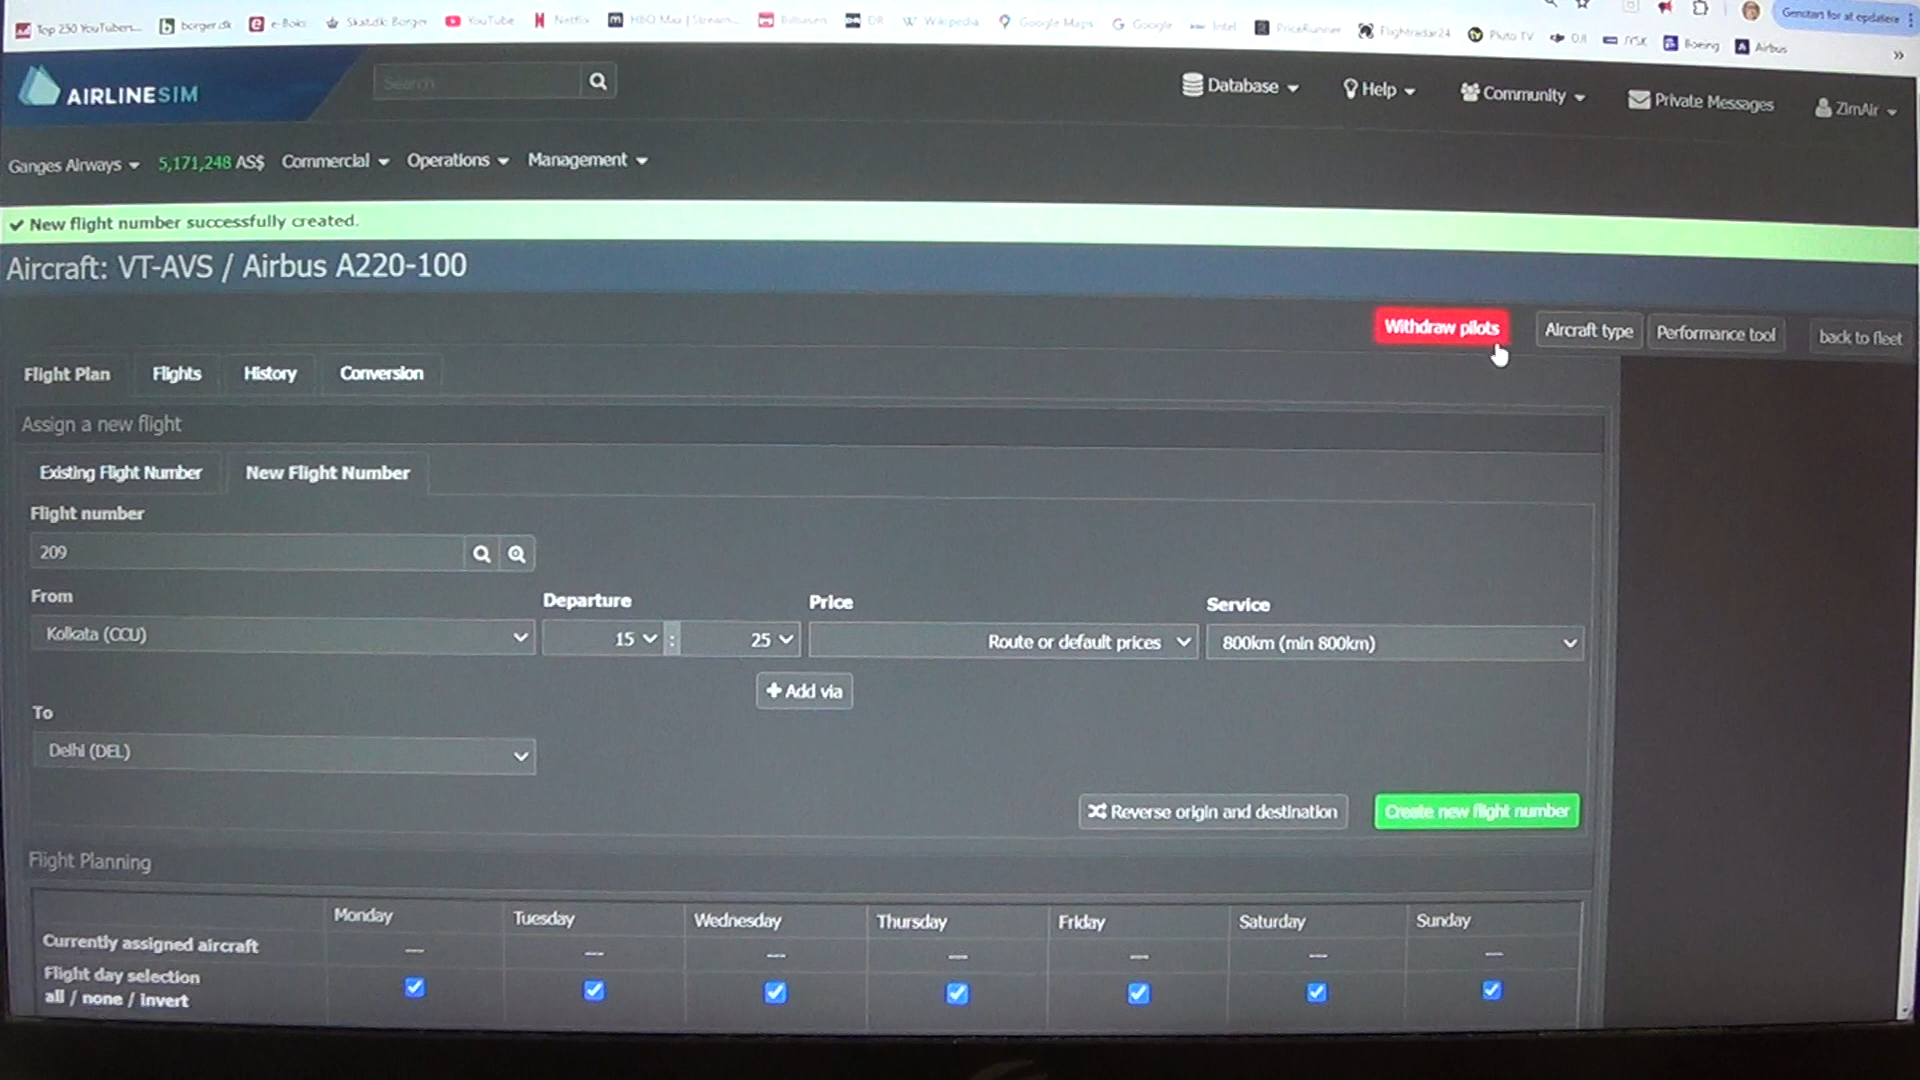 Top 250 YouTubers... borger.dk e-Boks Skat.dk: Borger YouTube Netflix HBO Max | Stream... Bilbasen DR Wikipedia Google Maps Google Intel PriceRunner Flightradar24 Pluto TV DJI JYSK Boeing Airbus »
Genstart for at opdatere
AIRLINESIM Search Database Help Community Private Messages ZimAir
Ganges Airways 5,171,248 AS$ Commercial Operations Management
New flight number successfully created.
Aircraft: VT-AVS / Airbus A220-100
Withdraw pilots Aircraft type Performance tool back to fleet
Flight Plan Flights History Conversion
Assign a new flight
Existing Flight Number New Flight Number
Flight number
209
From Departure Price Service
Kolkata (CCU) 15 : 25 Route or default prices 800km (min 800km)
+ Add via
To
Delhi (DEL)
Reverse origin and destination Create new flight number
Flight Planning
Monday Tuesday Wednesday Thursday Friday Saturday Sunday
Currently assigned aircraft — — — — — — —
Flight day selection
all / none / invert